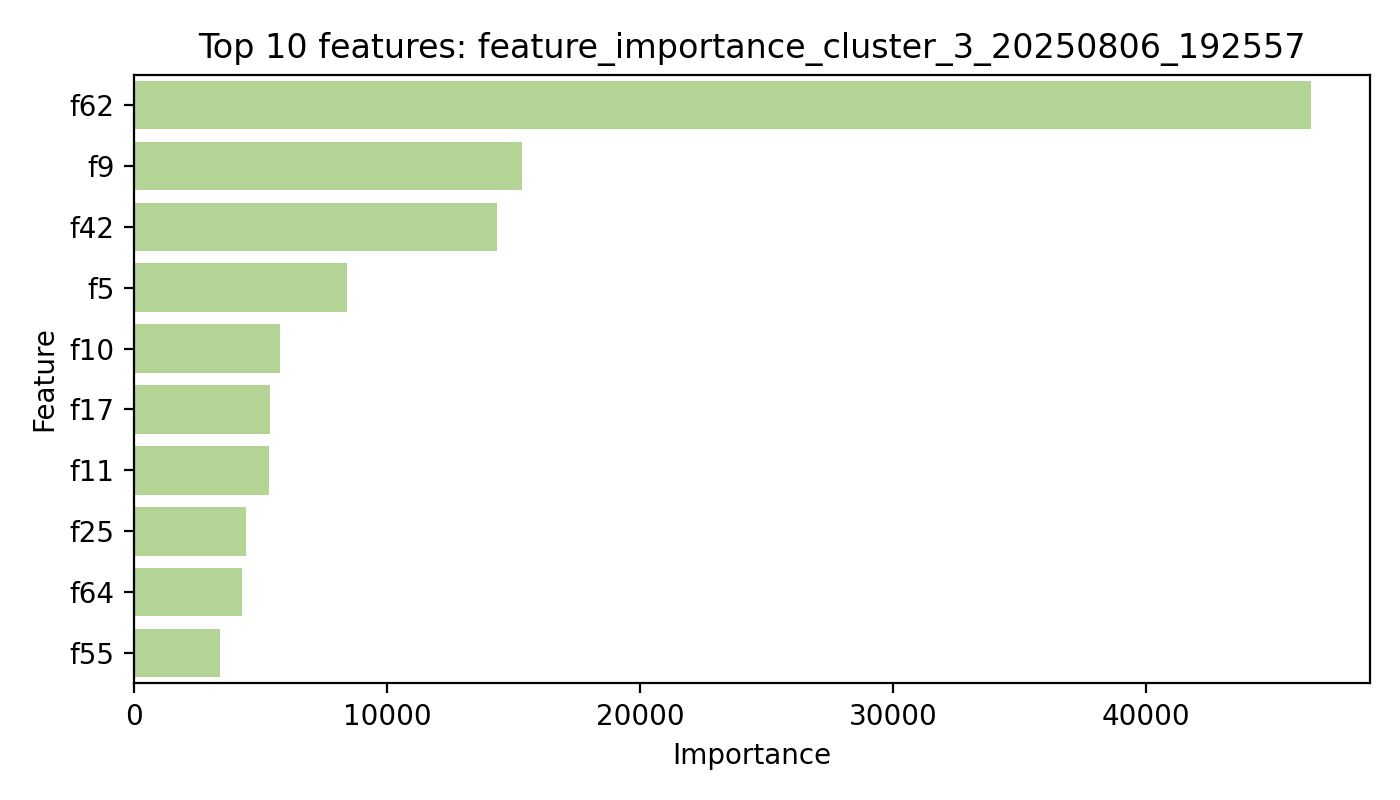 Top 10 features: feature_importance_cluster_3_20250806_192557
f62
f9
f42
f5
f10
f17
f11
f25
f64
f55
Feature
0 10000 20000 30000 40000
Importance